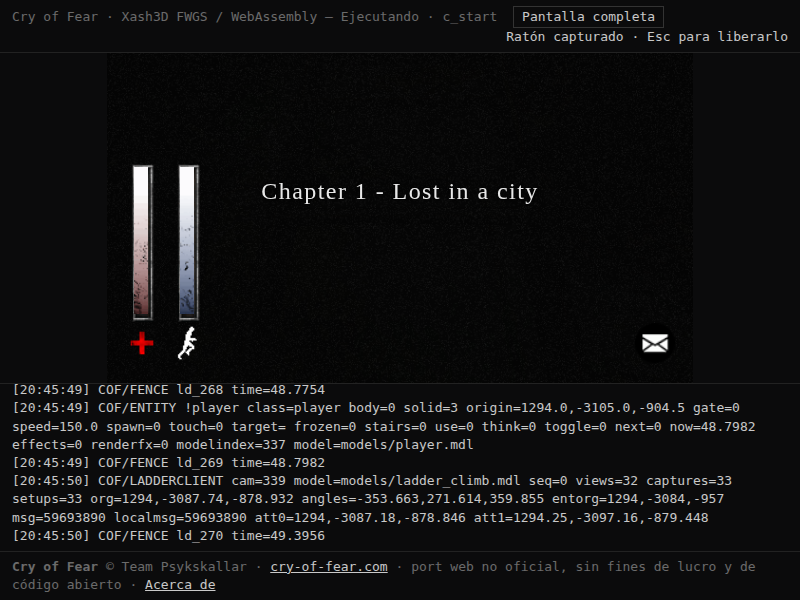 Cry of Fear · Xash3D FWGS / WebAssembly — Ejecutando · c_start Pantalla completa
Ratón capturado · Esc para liberarlo
Chapter 1 - Lost in a city
[20:45:49] COF/FENCE ld_268 time=48.7754
[20:45:49] COF/ENTITY !player class=player body=0 solid=3 origin=1294.0,-3105.0,-904.5 gate=0
speed=150.0 spawn=0 touch=0 target= frozen=0 stairs=0 use=0 think=0 toggle=0 next=0 now=48.7982
effects=0 renderfx=0 modelindex=337 model=models/player.mdl
[20:45:49] COF/FENCE ld_269 time=48.7982
[20:45:50] COF/LADDERCLIENT cam=339 model=models/ladder_climb.mdl seq=0 views=32 captures=33
setups=33 org=1294,-3087.74,-878.932 angles=-353.663,271.614,359.855 entorg=1294,-3084,-957
msg=59693890 localmsg=59693890 att0=1294,-3087.18,-878.846 att1=1294.25,-3097.16,-879.448
[20:45:50] COF/FENCE ld_270 time=49.3956
Cry of Fear © Team Psykskallar · cry-of-fear.com · port web no oficial, sin fines de lucro y de
código abierto · Acerca de